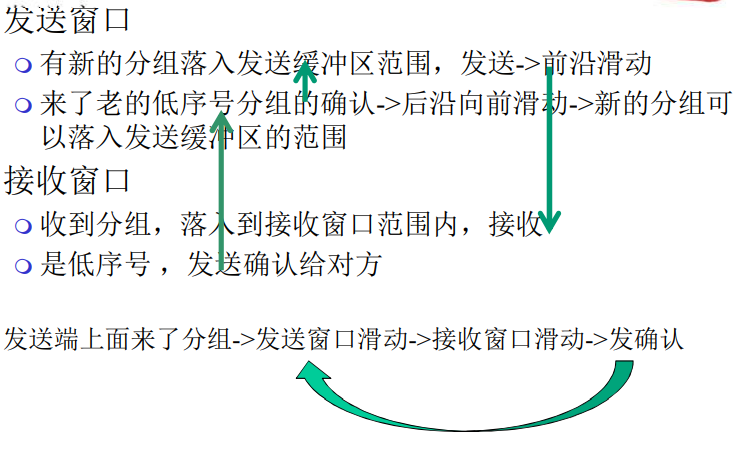 发送窗口
有新的分组落入发送缓冲区范围，发送->前沿滑动
来了老的低序号分组的确认->后沿向前滑动->新的分组可
以落入发送缓冲区的范围
接收窗口
收到分组，落入到接收窗口范围内，接收
是低序号，发送确认给对方
发送端上面来了分组->发送窗口滑动->接收窗口滑动->发确认